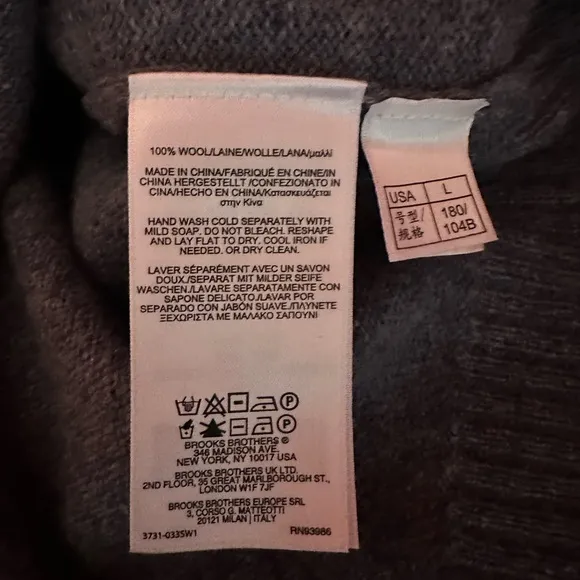 100% WOOL/LAINE/WOLLE/LANA/μαλλί
MADE IN CHINA/FABRIQUÉ EN CHINE/IN
CHINA HERGESTELLT /CONFEZIONATO IN
CINA/HECHO EN CHINA/Κατασκευάζεται
στην Κίνα
HAND WASH COLD SEPARATELY WITH
MILD SOAP. DO NOT BLEACH. RESHAPE
AND LAY FLAT TO DRY. COOL IRON IF
NEEDED. OR DRY CLEAN.
LAVER SÉPARÉMENT AVEC UN SAVON
DOUX./SEPARAT MIT MILDER SEIFE
WASCHEN./LAVARE SEPARATAMENTE CON
SAPONE DELICATO./LAVAR POR
SEPARADO CON JABÓN SUAVE./ΠΛΥΝΕΤΕ
ΞΕΧΩΡΙΣΤΑ ΜΕ ΜΑΛΑΚΟ ΣΑΠΟΥΝΙ
P
P
BROOKS BROTHERS ®
346 MADISON AVE.
NEW YORK, NY 10017 USA
BROOKS BROTHERS UK LTD.
2ND FLOOR, 35 GREAT MARLBOROUGH ST.,
LONDON W1F 7JF
BROOKS BROTHERS EUROPE SRL
3, CORSO G. MATTEOTTI
20121 MILAN | ITALY
3731-0335W1 RN93986
USA L
号型/ 180/
规格 104B